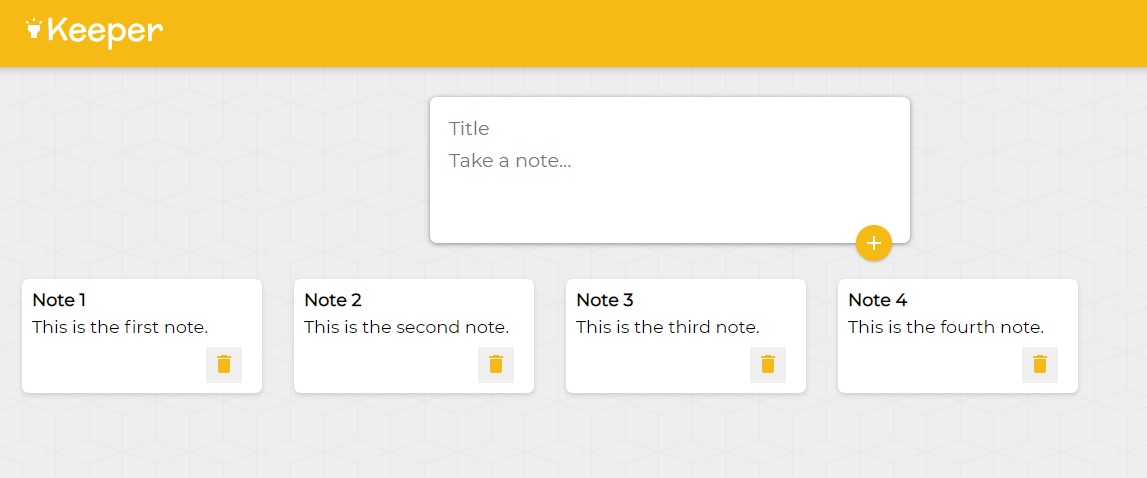 Keeper
Title
Take a note...
Note 1
This is the first note.
Note 2
This is the second note.
Note 3
This is the third note.
Note 4
This is the fourth note.